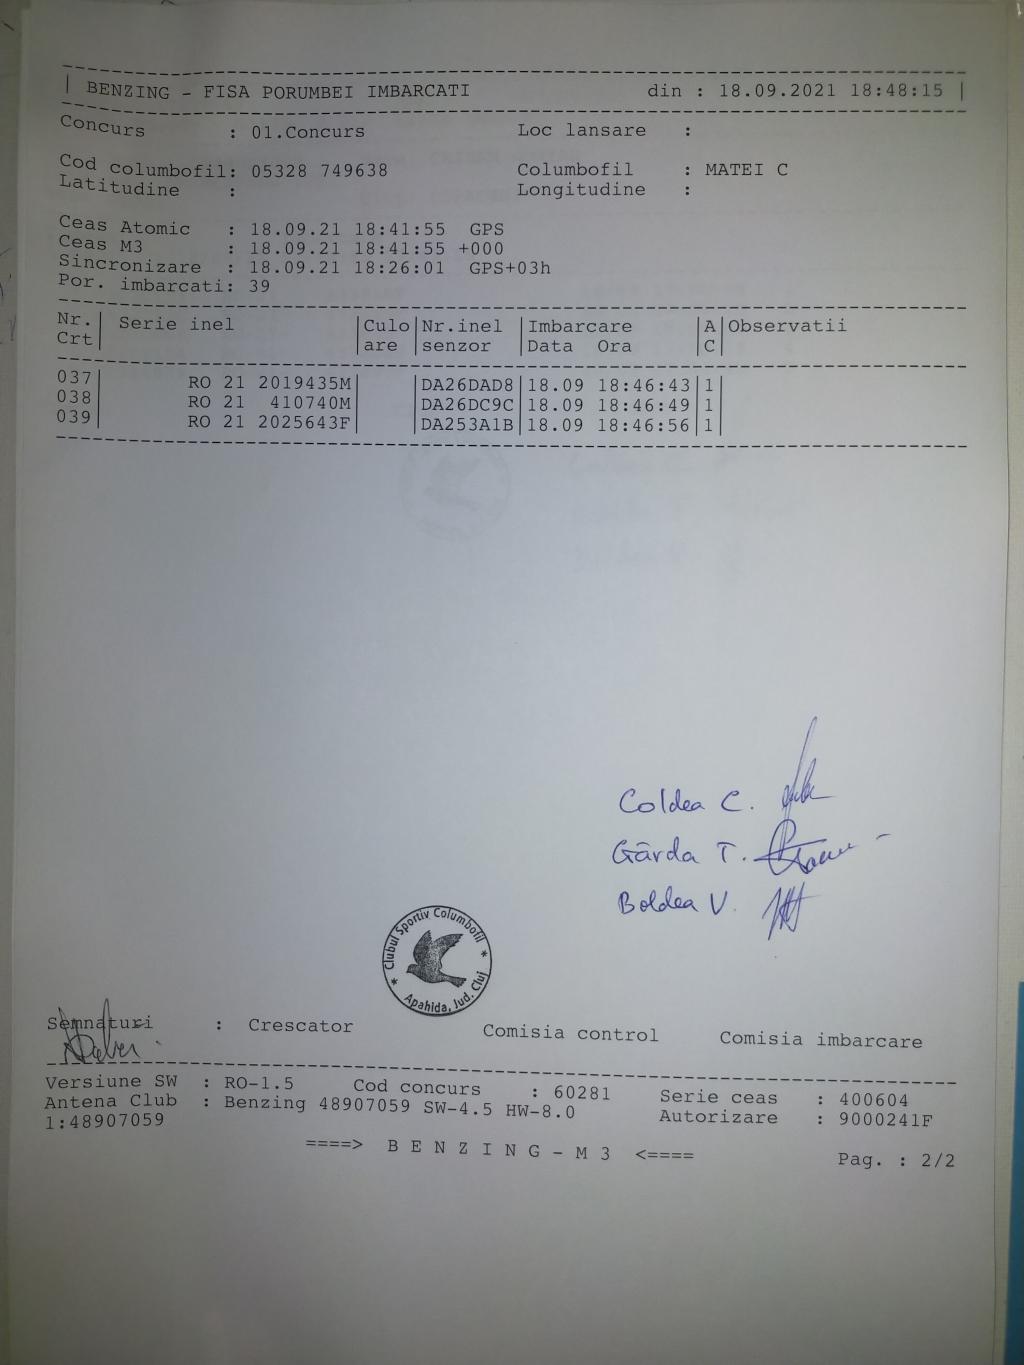 | BENZING - FISA PORUMBEI IMBARCATI din : 18.09.2021 18:48:15 |
Concurs : 01.Concurs Loc lansare :
Cod columbofil: 05328 749638 Columbofil : MATEI C
Latitudine : Longitudine :
Ceas Atomic : 18.09.21 18:41:55 GPS
Ceas M3 : 18.09.21 18:41:55 +000
Sincronizare : 18.09.21 18:26:01 GPS+03h
Por. imbarcati: 39
Nr.| Serie inel |Culo|Nr.inel |Imbarcare |A|Observatii
Crt| |are |senzor |Data Ora |C|
037| RO 21 2019435M| |DA26DAD8|18.09 18:46:43|1|
038| RO 21 410740M| |DA26DC9C|18.09 18:46:49|1|
039| RO 21 2025643F| |DA253A1B|18.09 18:46:56|1|
Coldea C.
Gârda T.
Boldea V.
* Clubul Sportiv Columbofil *
Apahida, Jud. Cluj
Semnaturi : Crescator Comisia control Comisia imbarcare
Versiune SW : RO-1.5 Cod concurs : 60281 Serie ceas : 400604
Antena Club : Benzing 48907059 SW-4.5 HW-8.0 Autorizare : 9000241F
1:48907059
====> B E N Z I N G - M 3 <====
Pag. : 2/2